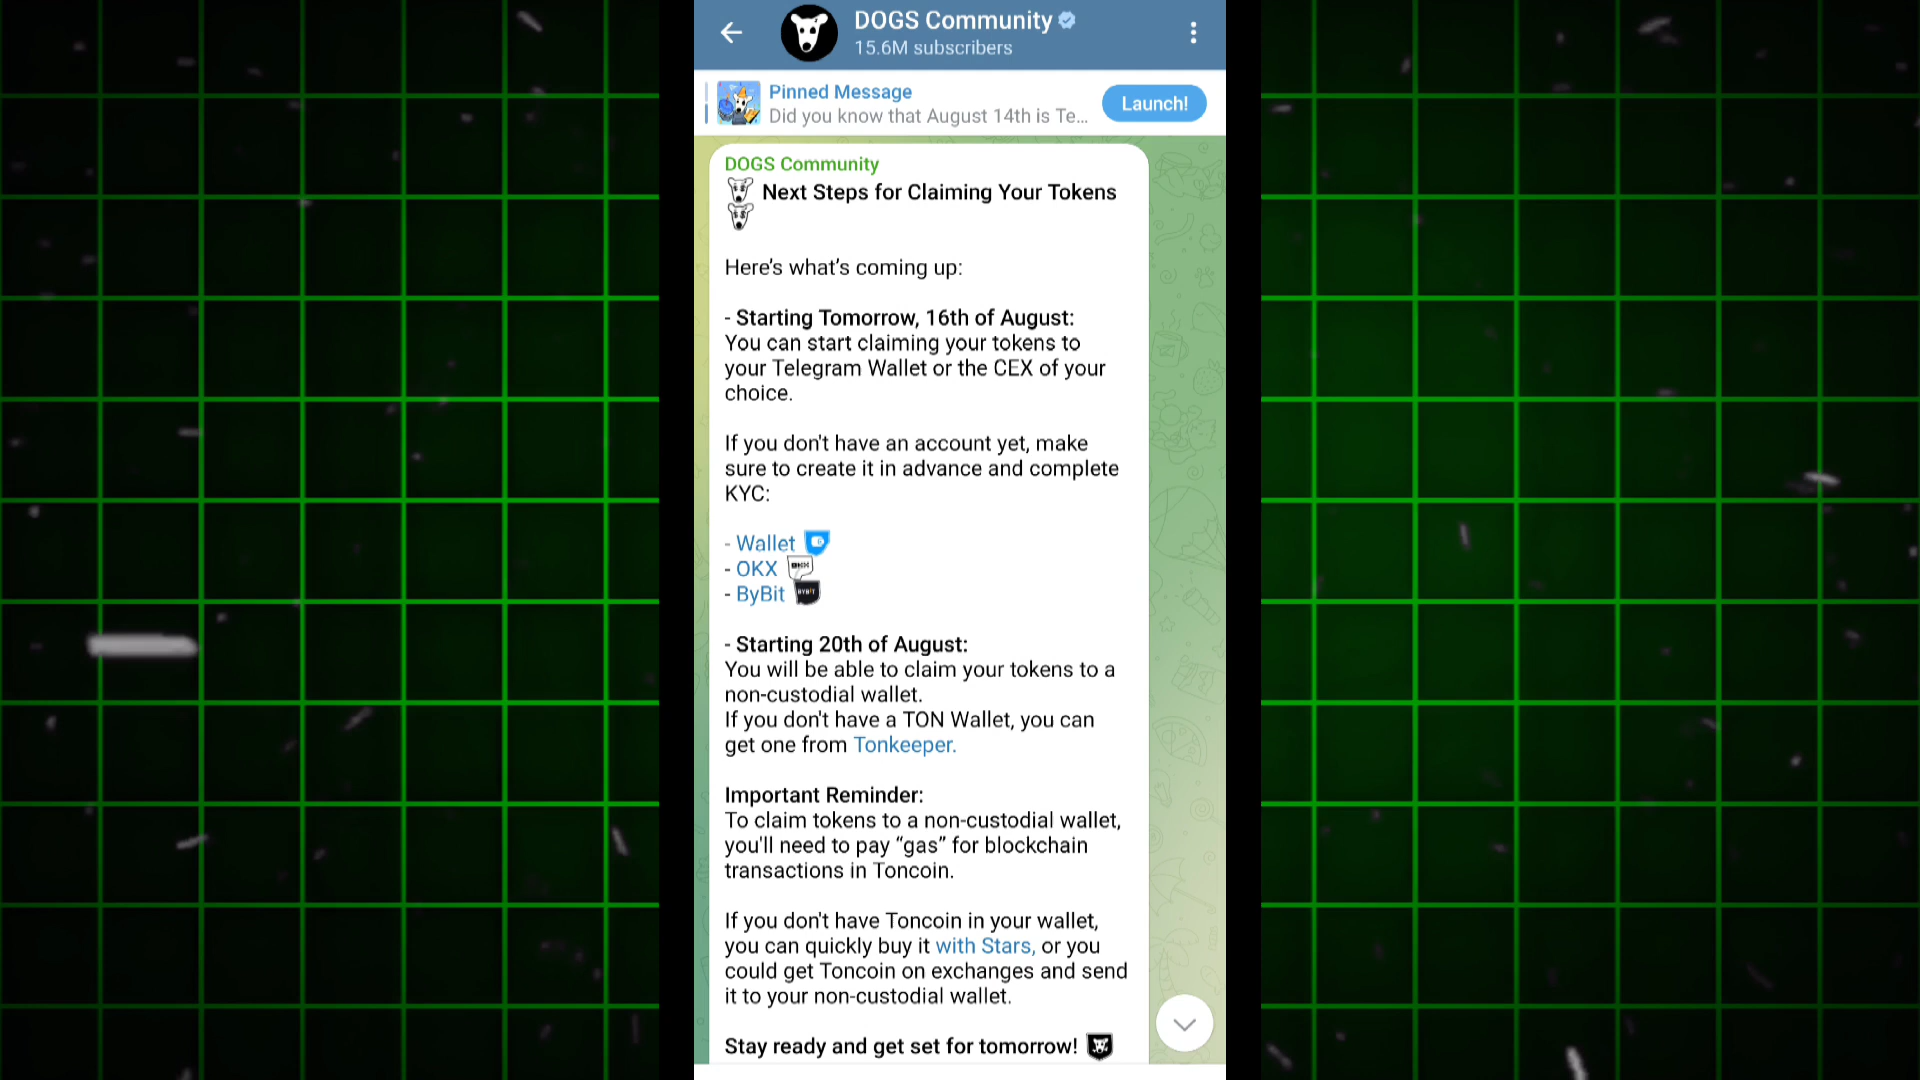 DOGS Community
15.6M subscribers
Pinned Message
Did you know that August 14th is Te...
Launch!
DOGS Community
Next Steps for Claiming Your Tokens
Here’s what’s coming up:
- Starting Tomorrow, 16th of August:
You can start claiming your tokens to
your Telegram Wallet or the CEX of your
choice.
If you don't have an account yet, make
sure to create it in advance and complete
KYC:
- Wallet
- OKX OKX
- ByBit BYBIT
- Starting 20th of August:
You will be able to claim your tokens to a
non-custodial wallet.
If you don't have a TON Wallet, you can
get one from Tonkeeper.
Important Reminder:
To claim tokens to a non-custodial wallet,
you'll need to pay “gas” for blockchain
transactions in Toncoin.
If you don't have Toncoin in your wallet,
you can quickly buy it with Stars, or you
could get Toncoin on exchanges and send
it to your non-custodial wallet.
Stay ready and get set for tomorrow!